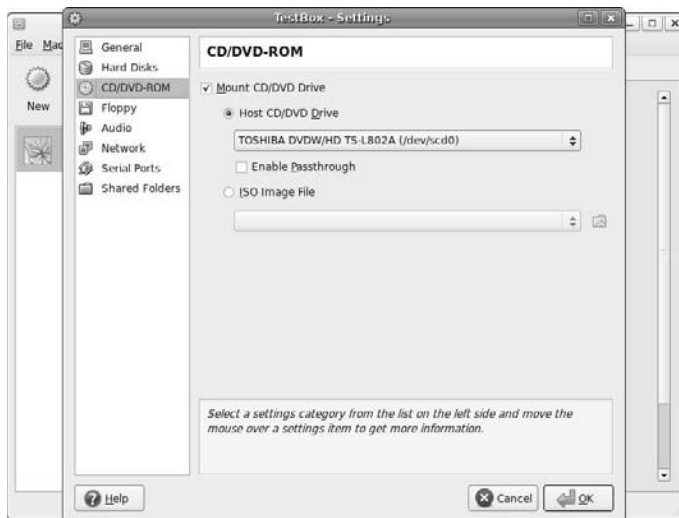 TestBox - Settings
File Mac
New
General
Hard Disks
CD/DVD-ROM
Floppy
Audio
Network
Serial Ports
Shared Folders
CD/DVD-ROM
Mount CD/DVD Drive
Host CD/DVD Drive
TOSHIBA DVDW/HD TS-L802A (/dev/scd0)
Enable Passthrough
ISO Image File
Select a settings category from the list on the left side and move the
mouse over a settings item to get more information.
Help
Cancel
OK